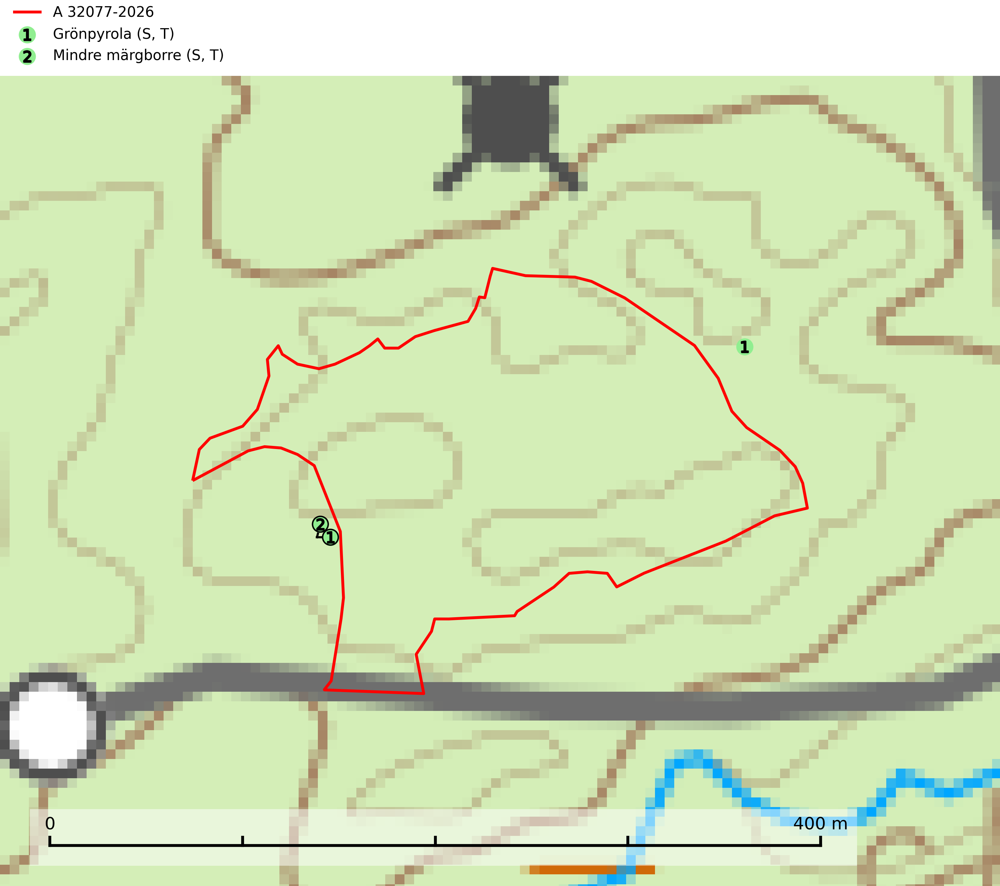 A 32077-2026
1 Grönpyrola (S, T)
2 Mindre märgborre (S, T)
1
2
1
0 400 m